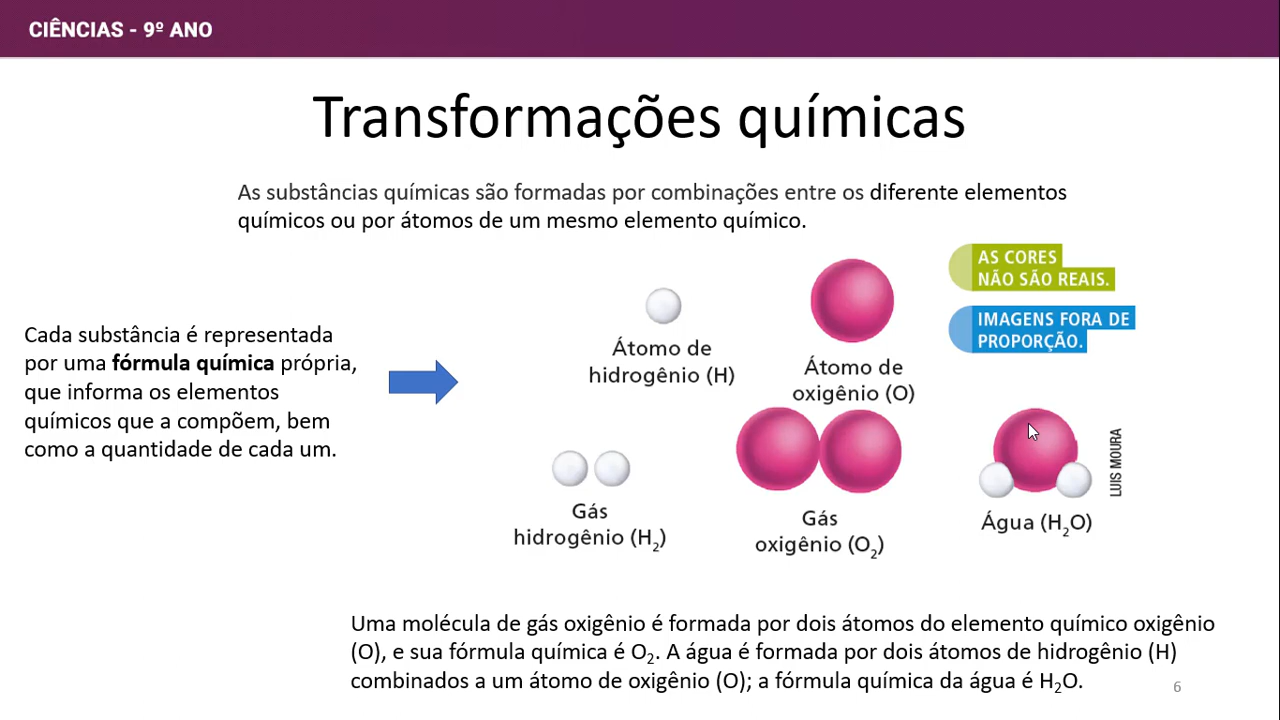 CIÊNCIAS - 9º ANO
Transformações químicas
As substâncias químicas são formadas por combinações entre os diferente elementos
químicos ou por átomos de um mesmo elemento químico.
Cada substância é representada
por uma fórmula química própria,
que informa os elementos
químicos que a compõem, bem
como a quantidade de cada um.
Átomo de
hidrogênio (H)
Átomo de
oxigênio (O)
AS CORES
NÃO SÃO REAIS.
IMAGENS FORA DE
PROPORÇÃO.
Gás
hidrogênio (H₂)
Gás
oxigênio (O₂)
Água (H₂O)
LUIS MOURA
Uma molécula de gás oxigênio é formada por dois átomos do elemento químico oxigênio
(O), e sua fórmula química é O₂. A água é formada por dois átomos de hidrogênio (H)
combinados a um átomo de oxigênio (O); a fórmula química da água é H₂O.
6